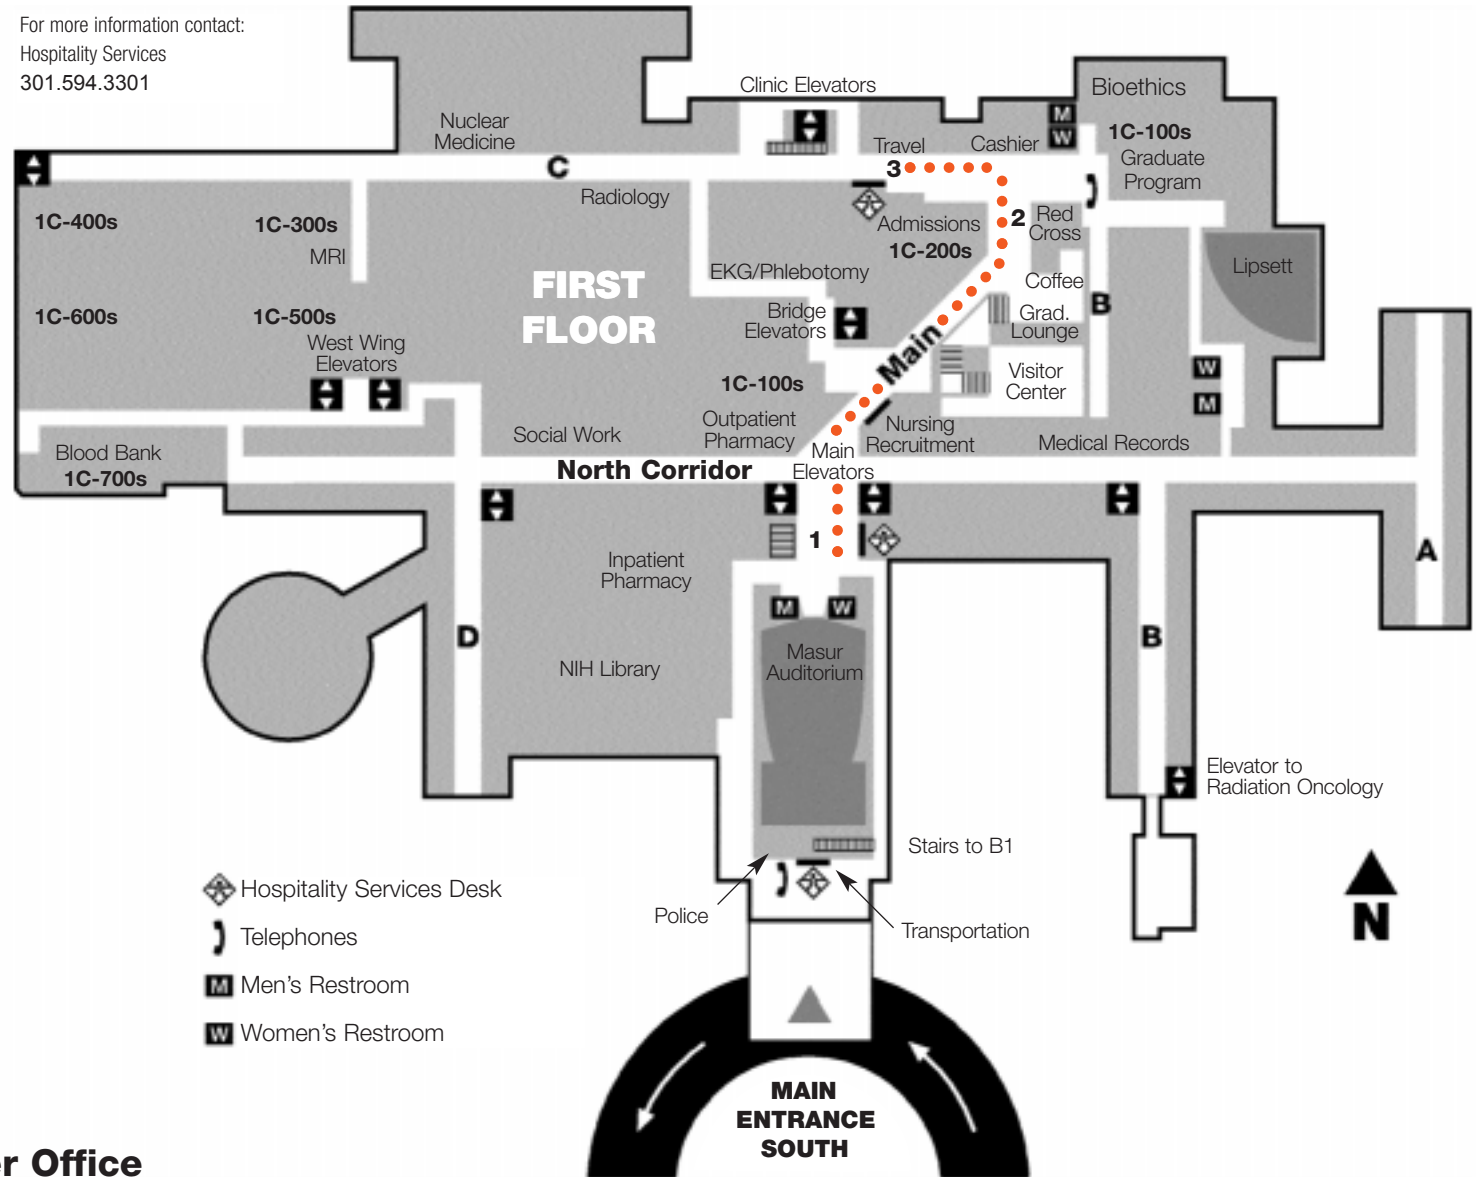 For more information contact:
Hospitality Services
301.594.3301
Clinic Elevators
Bioethics
Nuclear
Medicine
M
W
1C-100s
Travel
Cashier
Graduate
Program
C
3
Radiology
1C-400s
1C-300s
MRI
Admissions
1C-200s
2
Red
Cross
Lipsett
EKG/Phlebotomy
FIRST
FLOOR
Coffee
B
1C-600s
1C-500s
Bridge
Elevators
Grad.
Lounge
West Wing
Elevators
Main
Visitor
Center
W
M
1C-100s
Outpatient
Pharmacy
Nursing
Recruitment
Social Work
Medical Records
Blood Bank
1C-700s
Main
Elevators
North Corridor
1
A
Inpatient
Pharmacy
M
W
D
B
Masur
Auditorium
NIH Library
Elevator to
Radiation Oncology
Stairs to B1
Hospitality Services Desk
Police
Transportation
N
Telephones
M Men's Restroom
W Women's Restroom
MAIN
ENTRANCE
SOUTH
er Office